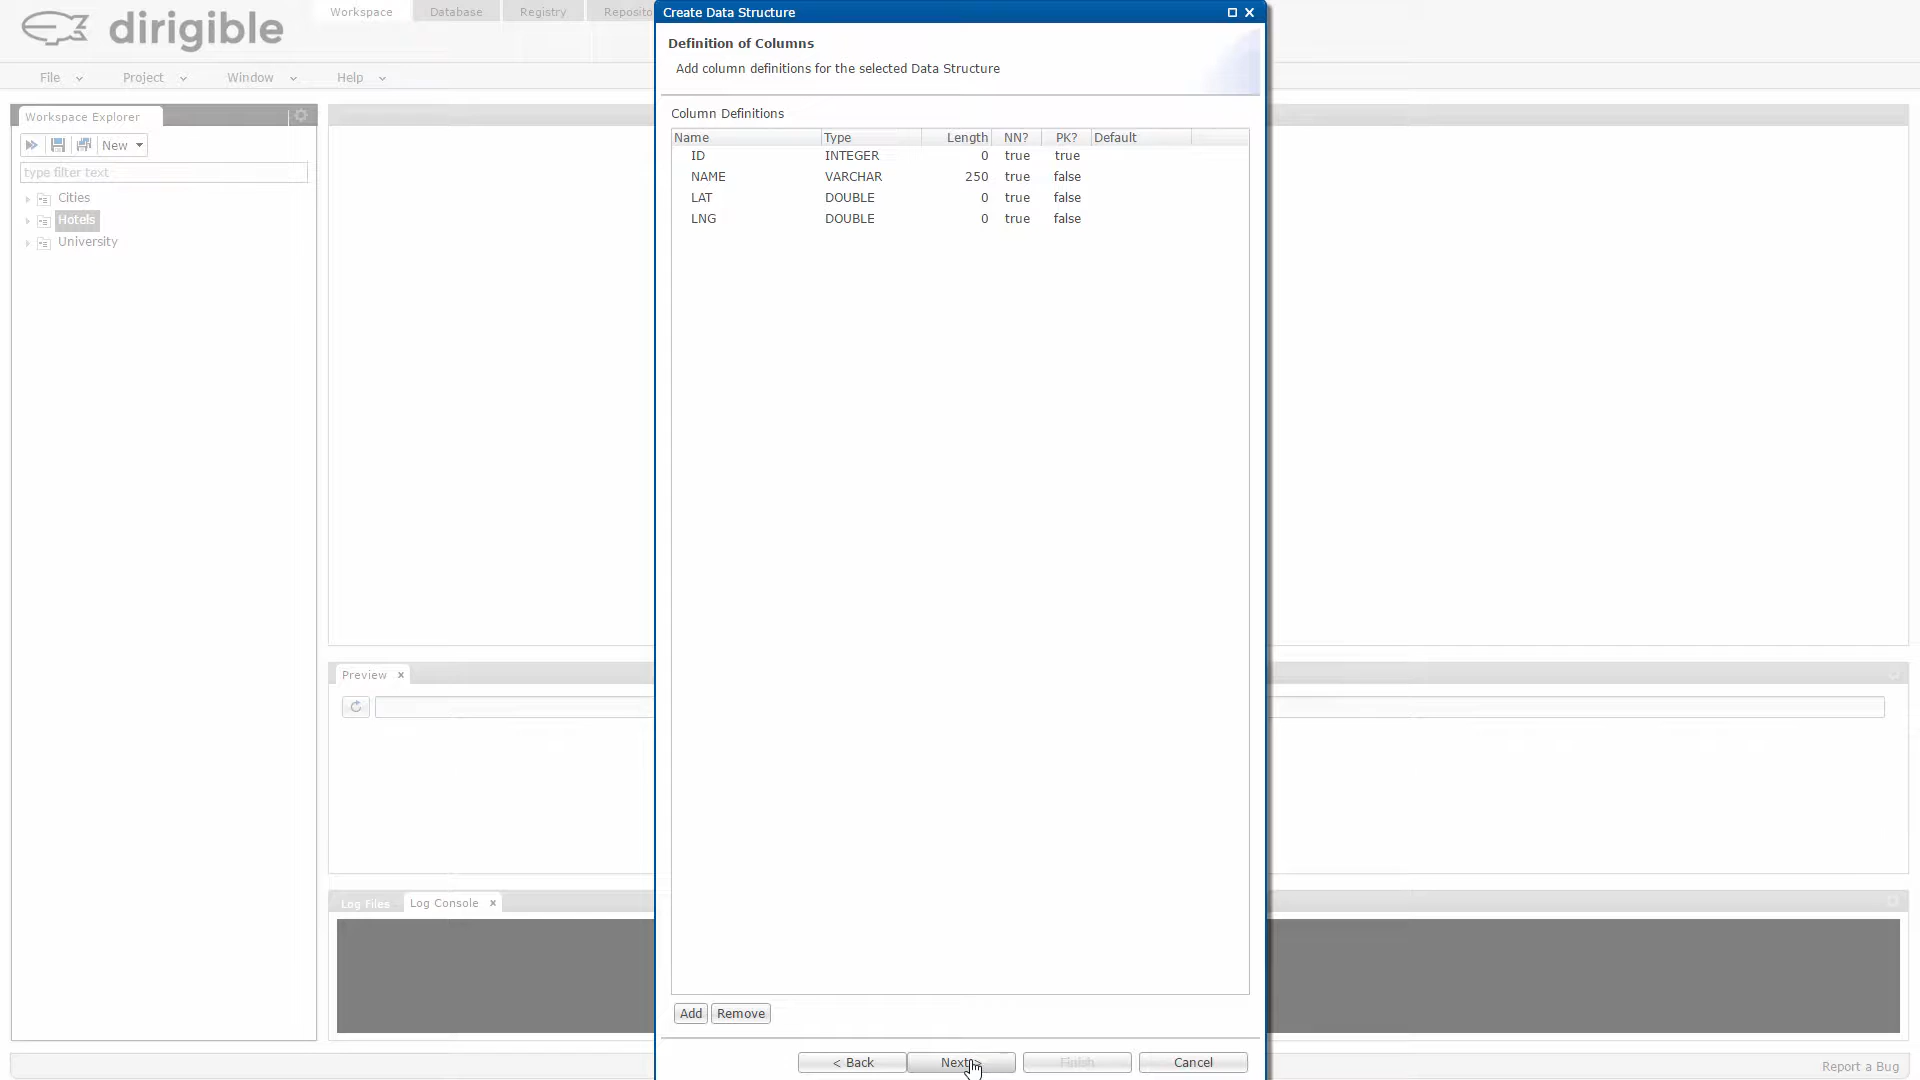 Create Data Structure
Workspace
Database
Registry
dirigible
Definition of Columns
Add column definitions for the selected Data Structure
File
Project
Window
Help
Workspace Explorer
New
type filter text
Cities
Hotels
University
Column Definitions
Name Type Length NN? PK? Default
ID INTEGER 0 true true
NAME VARCHAR 250 true false
LAT DOUBLE 0 true false
LNG DOUBLE 0 true false
Preview
Log Files
Log Console
Add
Remove
< Back
Next
Finish
Cancel
Report a Bug